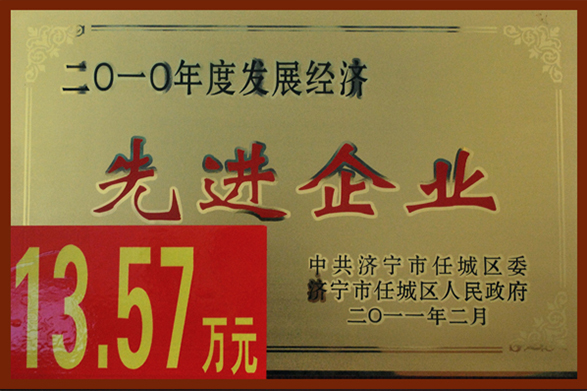 二〇一〇年度发展经济
先进企业
中共济宁市任城区委
济宁市任城区人民政府
二〇一一年二月
13.57万元